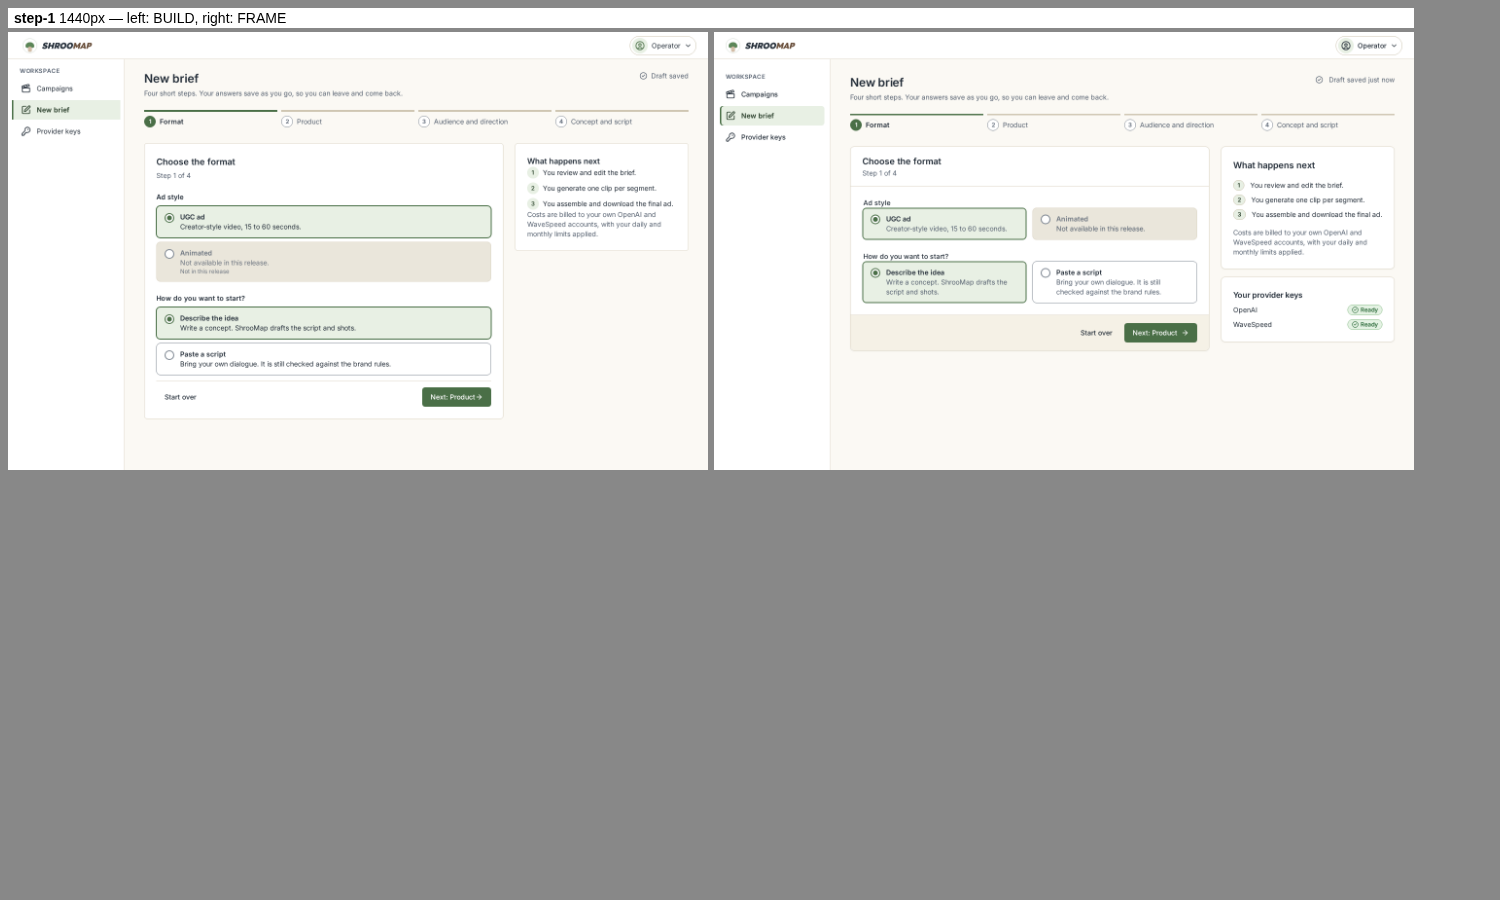 step-1 1440px — left: BUILD, right: FRAME
SHROOMAP
Operator
WORKSPACE
Campaigns
New brief
Provider keys
New brief
Draft saved
Four short steps. Your answers save as you go, so you can leave and come back.
1 Format
2 Product
3 Audience and direction
4 Concept and script
Choose the format
Step 1 of 4
Ad style
UGC ad
Creator-style video, 15 to 60 seconds.
Animated
Not available in this release.
Not in this release
How do you want to start?
Describe the idea
Write a concept. ShrooMap drafts the script and shots.
Paste a script
Bring your own dialogue. It is still checked against the brand rules.
Start over
Next: Product
What happens next
1 You review and edit the brief.
2 You generate one clip per segment.
3 You assemble and download the final ad.
Costs are billed to your own OpenAI and
WaveSpeed accounts, with your daily and
monthly limits applied.
SHROOMAP
Operator
WORKSPACE
Campaigns
New brief
Provider keys
New brief
Draft saved just now
Four short steps. Your answers save as you go, so you can leave and come back.
1 Format
2 Product
3 Audience and direction
4 Concept and script
Choose the format
Step 1 of 4
Ad style
UGC ad
Creator-style video, 15 to 60 seconds.
Animated
Not available in this release.
How do you want to start?
Describe the idea
Write a concept. ShrooMap drafts the
script and shots.
Paste a script
Bring your own dialogue. It is still
checked against the brand rules.
Start over
Next: Product
What happens next
1 You review and edit the brief.
2 You generate one clip per segment.
3 You assemble and download the final ad.
Costs are billed to your own OpenAI and
WaveSpeed accounts, with your daily and
monthly limits applied.
Your provider keys
OpenAI
Ready
WaveSpeed
Ready